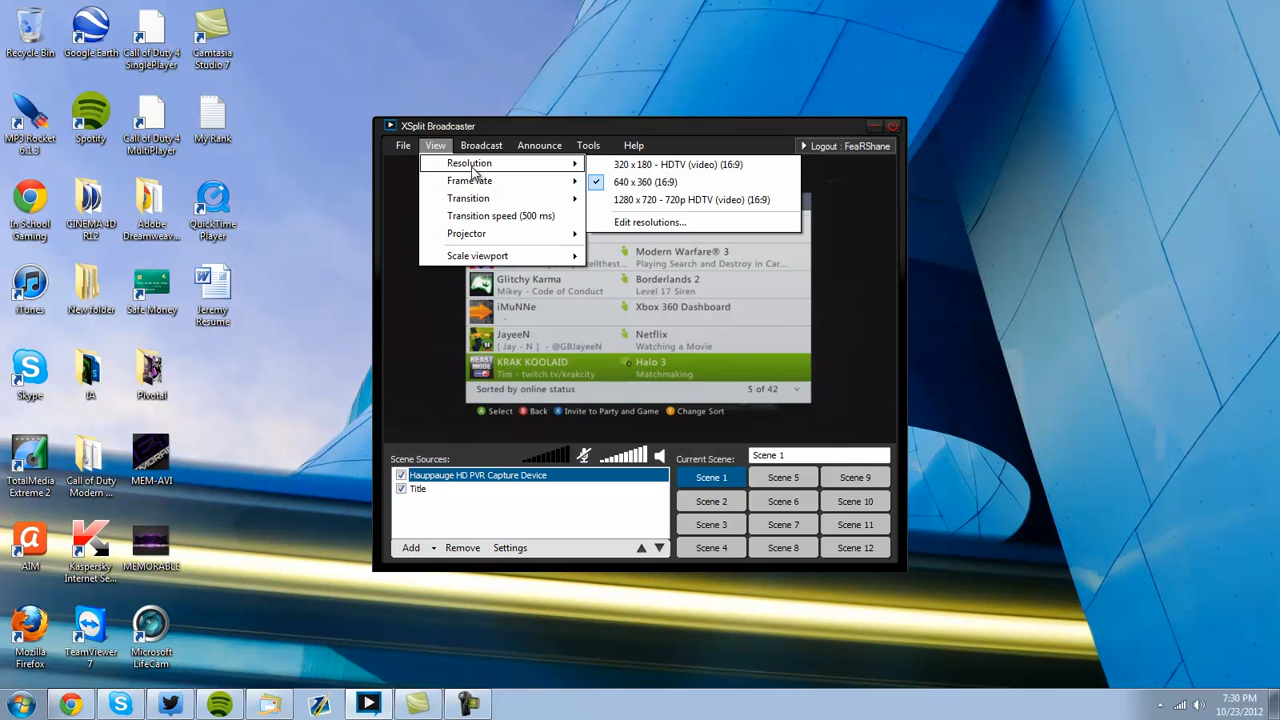 Recycle Bin
Google Earth
Call of Duty 4 SinglePlayer
Camtasia Studio 7
MP3 Rocket 6.1.3
Spotify
Call of Duty 4 MultiPlayer
My Rank
In School Gaming
CINEMA 4D R12
Adobe Dreamweav...
QuickTime Player
iTunes
New folder
Safe Money
Jeremy Resume
Skype
IA
Pivotal
TotalMedia Extreme 2
Call of Duty Modern ...
MEM-AVI
AIM
Kaspersky Internet Se...
MEMORABLE
Mozilla Firefox
TeamViewer 7
Microsoft LifeCam
XSplit Broadcaster
File View Broadcast Announce Tools Help Logout : FeaRShane
Resolution
Frame rate
Transition
Transition speed (500 ms)
Projector
Scale viewport
320 x 180 - HDTV (video) (16:9)
640 x 360 (16:9)
1280 x 720 - 720p HDTV (video) (16:9)
Edit resolutions...
Modern Warfare® 3
Playing Search and Destroy in Car...
Glitchy Karma Borderlands 2
Mikey - Code of Conduct Level 17 Siren
iMuNNe Xbox 360 Dashboard
-
JayeeN Netflix
[ Jay - N ] - @GBJayeeN Watching a Movie
BEAST MODE
KRAK KOOLAID Halo 3
Tim - twitch.tv/krakcity Matchmaking
Sorted by online status 5 of 42
A Select B Back X Invite to Party and Game Y Change Sort
Scene Sources: Current Scene: Scene 1
Hauppauge HD PVR Capture Device
Title
Scene 1 Scene 5 Scene 9
Scene 2 Scene 6 Scene 10
Scene 3 Scene 7 Scene 11
Scene 4 Scene 8 Scene 12
Add Remove Settings
7:30 PM
10/23/2012